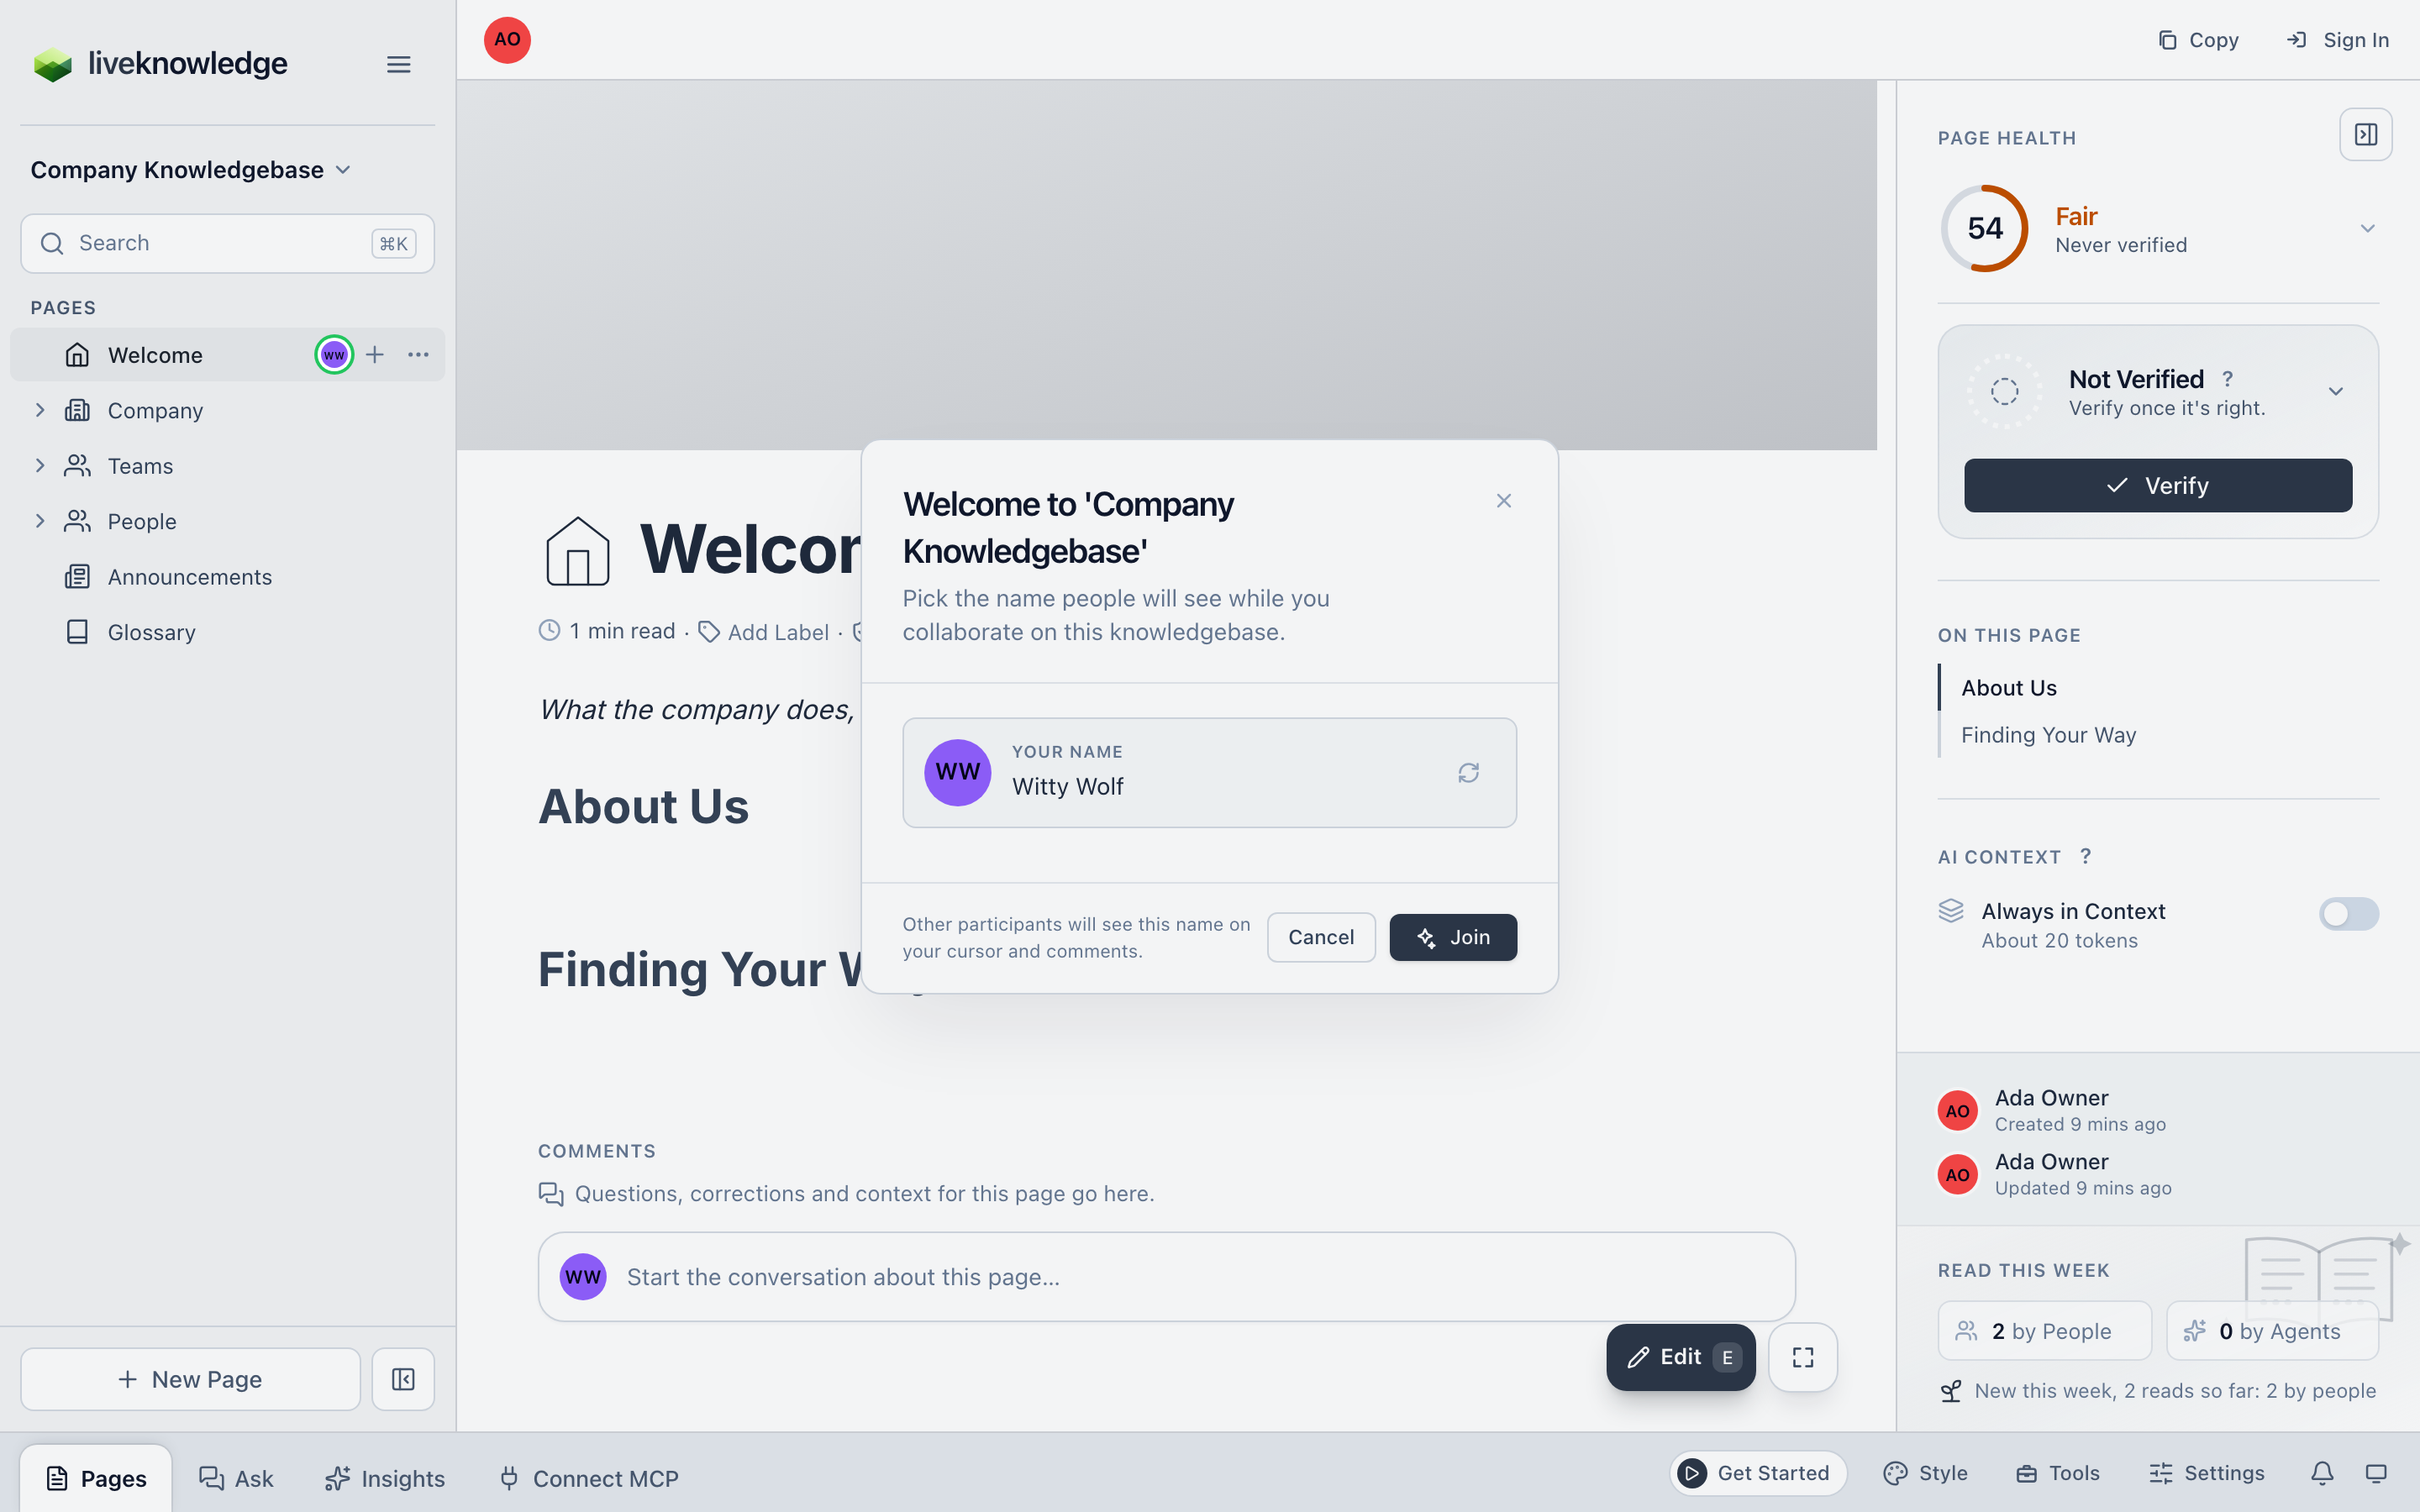 liveknowledge
AO
Copy
Sign In
Company Knowledgebase
Search
⌘K
PAGES
Welcome
WW
Company
Teams
People
Announcements
Glossary
New Page
1 min read · Add Label ·
What the company does,
About Us
Finding Your
COMMENTS
Questions, corrections and context for this page go here.
WW
Start the conversation about this page...
Edit
E
Welcome to 'Company
Knowledgebase'
Pick the name people will see while you
collaborate on this knowledgebase.
WW
YOUR NAME
Witty Wolf
Other participants will see this name on
your cursor and comments.
Cancel
Join
PAGE HEALTH
54
Fair
Never verified
Not Verified ?
Verify once it's right.
Verify
ON THIS PAGE
About Us
Finding Your Way
AI CONTEXT ?
Always in Context
About 20 tokens
AO
Ada Owner
Created 9 mins ago
AO
Ada Owner
Updated 9 mins ago
READ THIS WEEK
2 by People
0 by Agents
New this week, 2 reads so far: 2 by people
Pages
Ask
Insights
Connect MCP
Get Started
Style
Tools
Settings